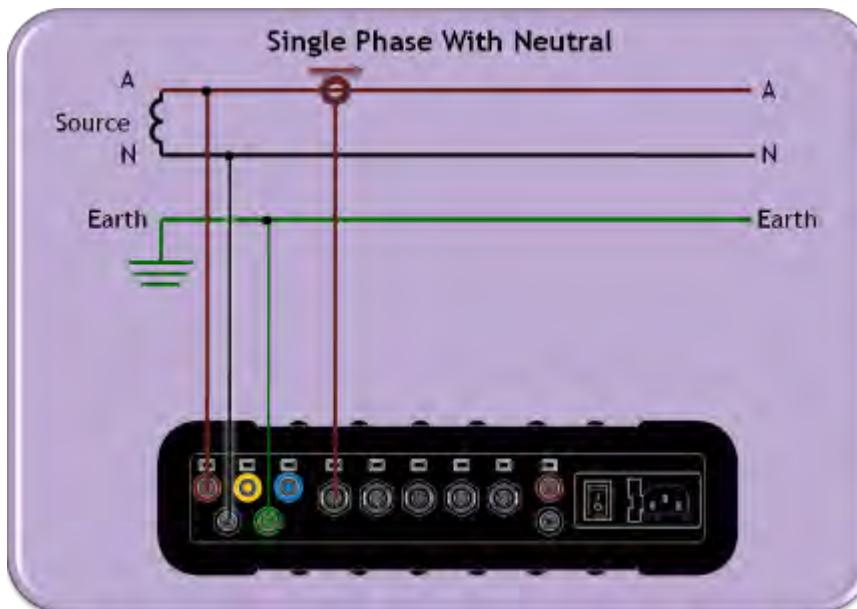 Single Phase With Neutral
A
A
Source
N
N
Earth
Earth